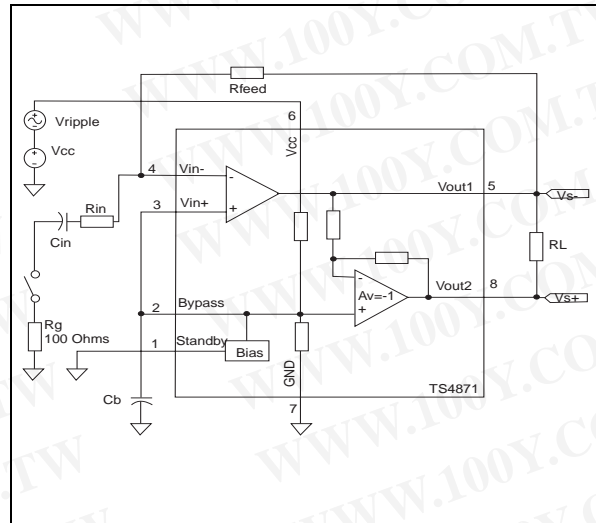 WWW.100Y.COM.TW
Rfeed
Vripple
6
Vcc
Vcc
4
Vin-
-
Vout1
5
Vs-
3
Vin+
+
Rin
Cin
RL
-
Av=-1
Vout2
8
+
Vs+
2
Bypass
Rg
100 Ohms
1
Standby
Bias
GND
TS4871
Cb
7